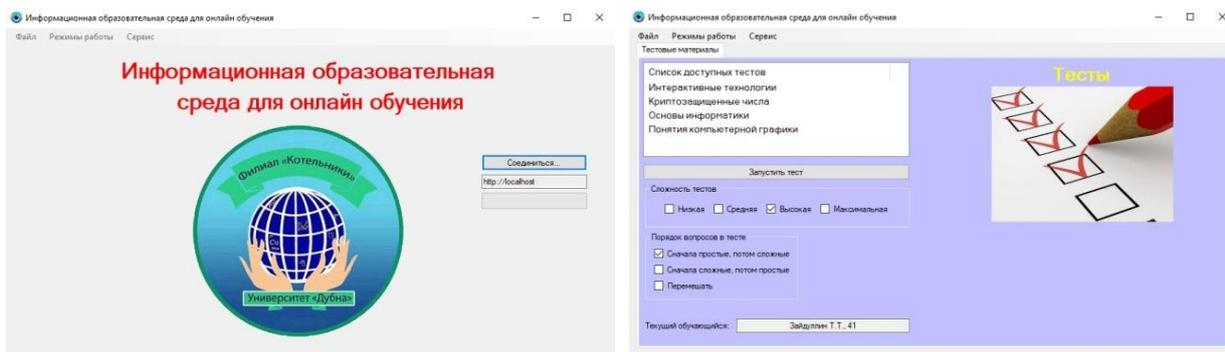 Информационная образовательная среда для онлайн обучения
Файл Режимы работы Сервис
Информационная образовательная
среда для онлайн обучения
Филиал «Котельники»
Университет «Дубна»
Соединиться...
http://localhost
Информационная образовательная среда для онлайн обучения
Файл Режимы работы Сервис
Тестовые материалы
Список доступных тестов
Интерактивные технологии
Криптозащищенные числа
Основы информатики
Понятия компьютерной графики
Запустить тест
Сложность тестов
Низкая Средняя Высокая Максимальная
Порядок вопросов в тесте
Сначала простые, потом сложные
Сначала сложные, потом простые
Перемешать
Текущий обучающийся: Зайдуллин Т.Т., 41
Тесты